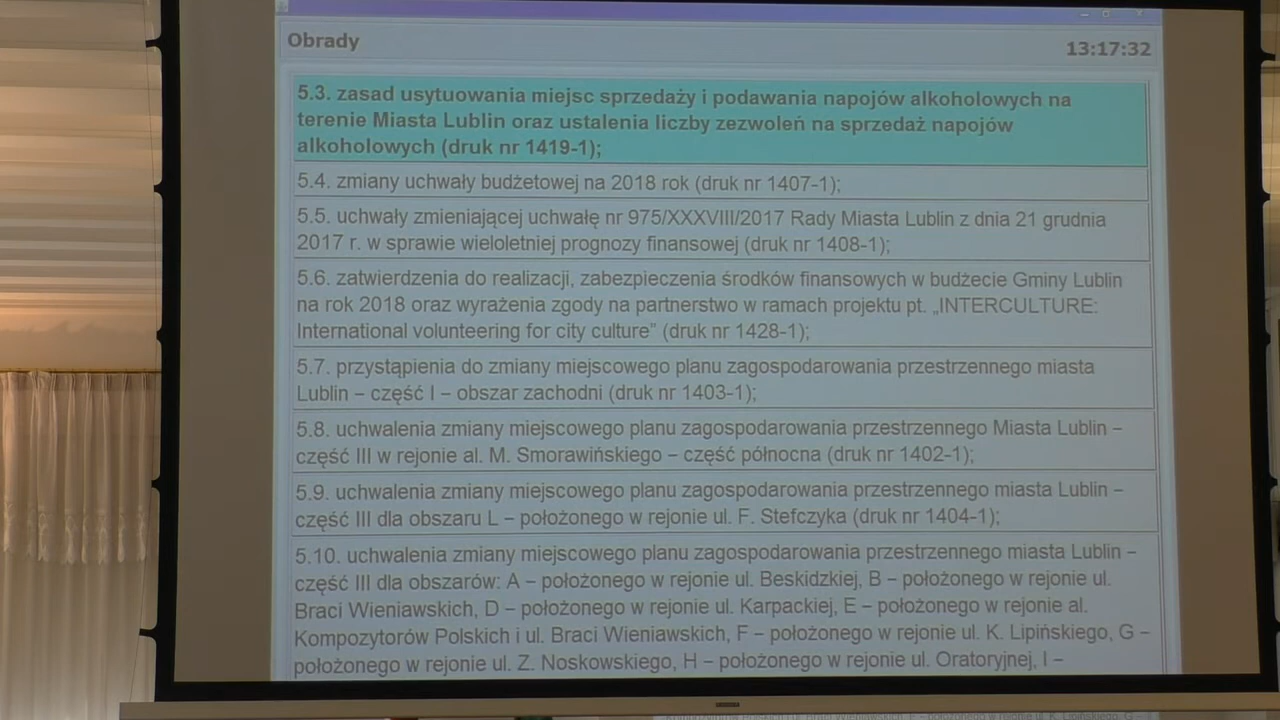 Obrady
13:17:32
5.3. zasad usytuowania miejsc sprzedaży i podawania napojów alkoholowych na
terenie Miasta Lublin oraz ustalenia liczby zezwoleń na sprzedaż napojów
alkoholowych (druk nr 1419-1);
5.4. zmiany uchwały budżetowej na 2018 rok (druk nr 1407-1);
5.5. uchwały zmieniającej uchwałę nr 975/XXXVIII/2017 Rady Miasta Lublin z dnia 21 grudnia
2017 r. w sprawie wieloletniej prognozy finansowej (druk nr 1408-1);
5.6. zatwierdzenia do realizacji, zabezpieczenia środków finansowych w budżecie Gminy Lublin
na rok 2018 oraz wyrażenia zgody na partnerstwo w ramach projektu pt. „INTERCULTURE:
International volunteering for city culture” (druk nr 1428-1);
5.7. przystąpienia do zmiany miejscowego planu zagospodarowania przestrzennego miasta
Lublin – część I – obszar zachodni (druk nr 1403-1);
5.8. uchwalenia zmiany miejscowego planu zagospodarowania przestrzennego Miasta Lublin –
część III w rejonie al. M. Smorawińskiego – część północna (druk nr 1402-1);
5.9. uchwalenia zmiany miejscowego planu zagospodarowania przestrzennego miasta Lublin –
część III dla obszaru L – położonego w rejonie ul. F. Stefczyka (druk nr 1404-1);
5.10. uchwalenia zmiany miejscowego planu zagospodarowania przestrzennego miasta Lublin –
część III dla obszarów: A – położonego w rejonie ul. Beskidzkiej, B – położonego w rejonie ul.
Braci Wieniawskich, D – położonego w rejonie ul. Karpackiej, E – położonego w rejonie al.
Kompozytorów Polskich i ul. Braci Wieniawskich, F – położonego w rejonie ul. K. Lipińskiego, G –
położonego w rejonie ul. Z. Noskowskiego, H – położonego w rejonie ul. Oratoryjnej, I –